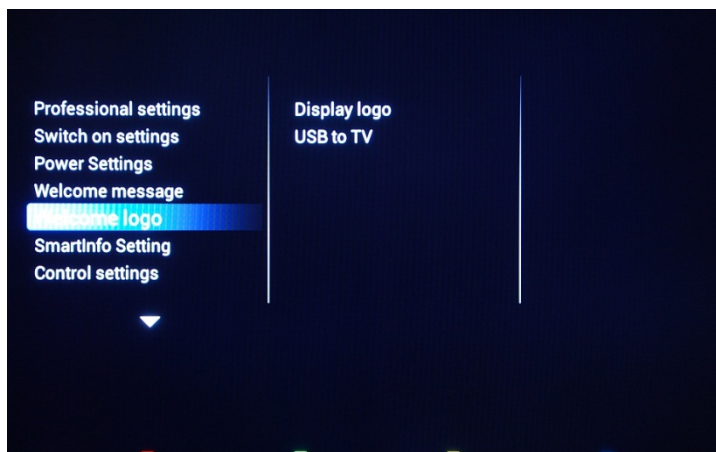 Professional settings
Switch on settings
Power Settings
Welcome message
Welcome logo
SmartInfo Setting
Control settings
Display logo
USB to TV